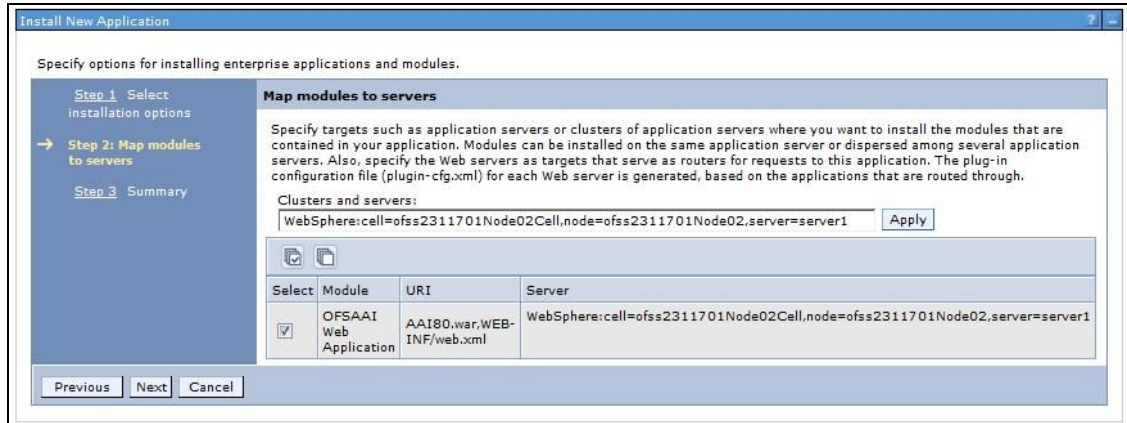 Install New Application
? –
Specify options for installing enterprise applications and modules.
Step 1 Select
installation options
→ Step 2: Map modules
to servers
Step 3 Summary
Map modules to servers
Specify targets such as application servers or clusters of application servers where you want to install the modules that are
contained in your application. Modules can be installed on the same application server or dispersed among several application
servers. Also, specify the Web servers as targets that serve as routers for requests to this application. The plug-in
configuration file (plugin-cfg.xml) for each Web server is generated, based on the applications that are routed through.
Clusters and servers:
WebSphere:cell=ofss2311701Node02Cell,node=ofss2311701Node02,server=server1
Apply
Select Module URI Server
OFSAAI
Web
Application
AAI80.war,WEB-
INF/web.xml
WebSphere:cell=ofss2311701Node02Cell,node=ofss2311701Node02,server=server1
Previous Next Cancel